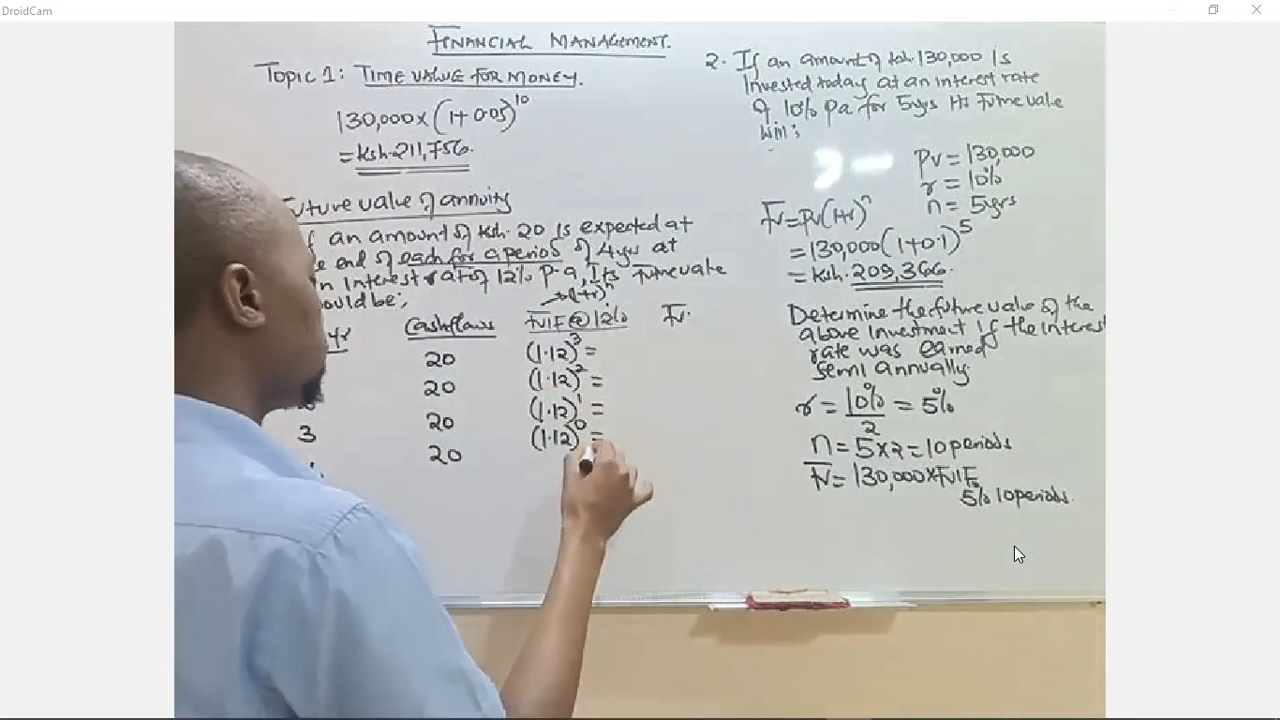 DroidCam
FINANCIAL MANAGEMENT.
Topic 1: TIME VALUE FOR MONEY.
130,000 x (1+0.05)^10
= Ksh. 211,756.
Future value of annuity
an amount of Ksh. 20 is expected at
end of each for a period of 4yrs at
interest rate of 12% p.a, Its Future value
ould be;
(1+r)^n
yr Cashflows FVIF @ 12% Fv.
20 (1.12)^3 =
20 (1.12)^2 =
20 (1.12)^1 =
3 20 (1.12)^0 =
2. If an amount of ksh. 130,000 Is
Invested today at an interest rate
of 10% pa for 5yrs Its Future value
Will;
PV = 130,000
r = 10%
n = 5yrs
Fv = Pv(1+r)^n
= 130,000 (1+0.1)^5
= Ksh. 209,366.
Determine the future value of the
above investment if the interest
rate was earned
Semi annually.
r = 10%/2 = 5%
n = 5x2 = 10 periods
Fv = 130,000 x FVIF
5% 10periods.